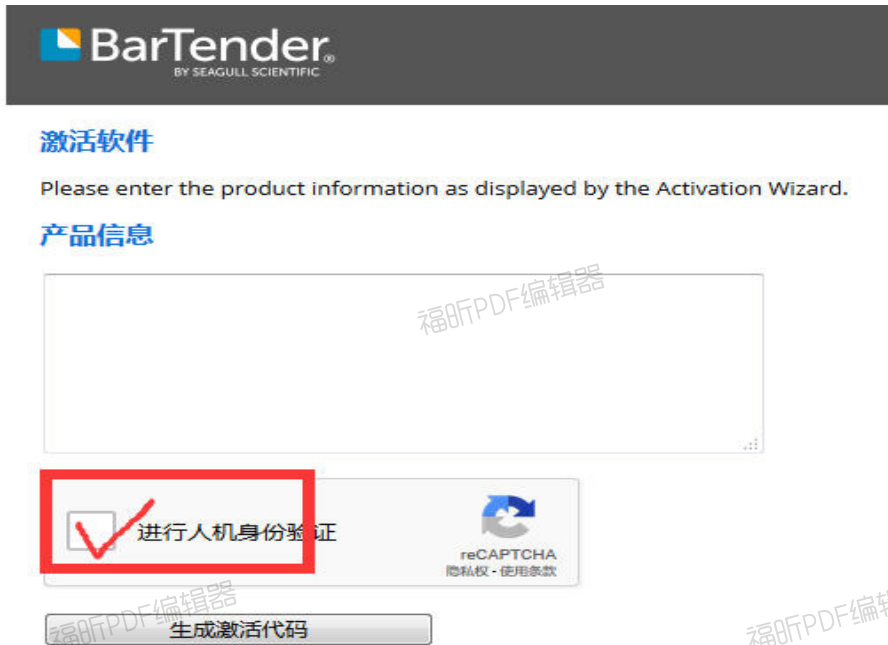 BarTender®
BY SEAGULL SCIENTIFIC
激活软件
Please enter the product information as displayed by the Activation Wizard.
产品信息
福昕PDF编辑器
进行人机身份验证
reCAPTCHA
隐私权 - 使用条款
福昕PDF编辑器
生成激活代码
福昕PDF编辑